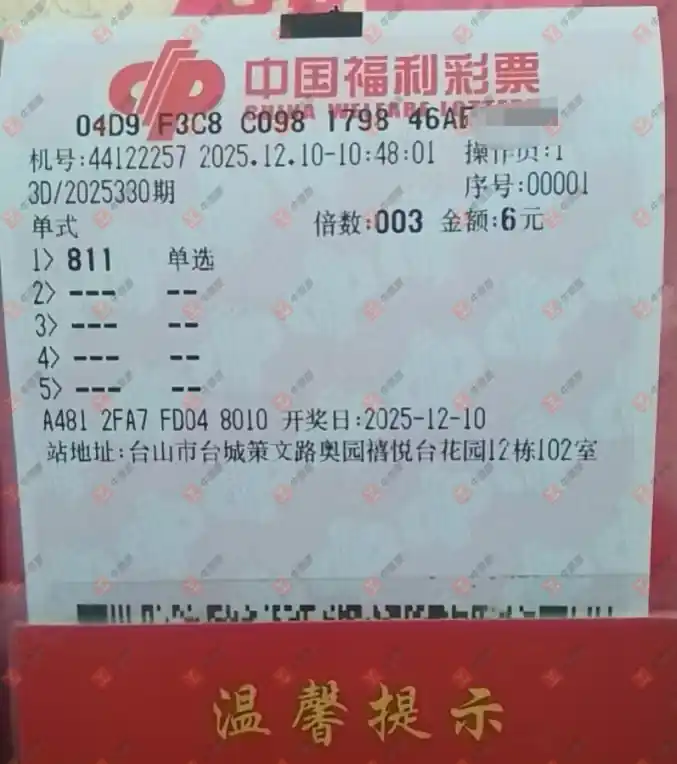 中国福利彩票
CHINA WELFARE LOTTERY
04D9 F3C8 C098 1798 46AE
机号:44122257 2025.12.10-10:48:01 操作员:1
3D/2025330期 序号:00001
单式 倍数:003 金额:6元
1> 811 单选
2> --- --
3> --- --
4> --- --
5> --- --
A481 2FA7 FD04 8010 开奖日:2025-12-10
站地址:台山市台城策文路奥园禧悦台花园12栋102室
温馨提示